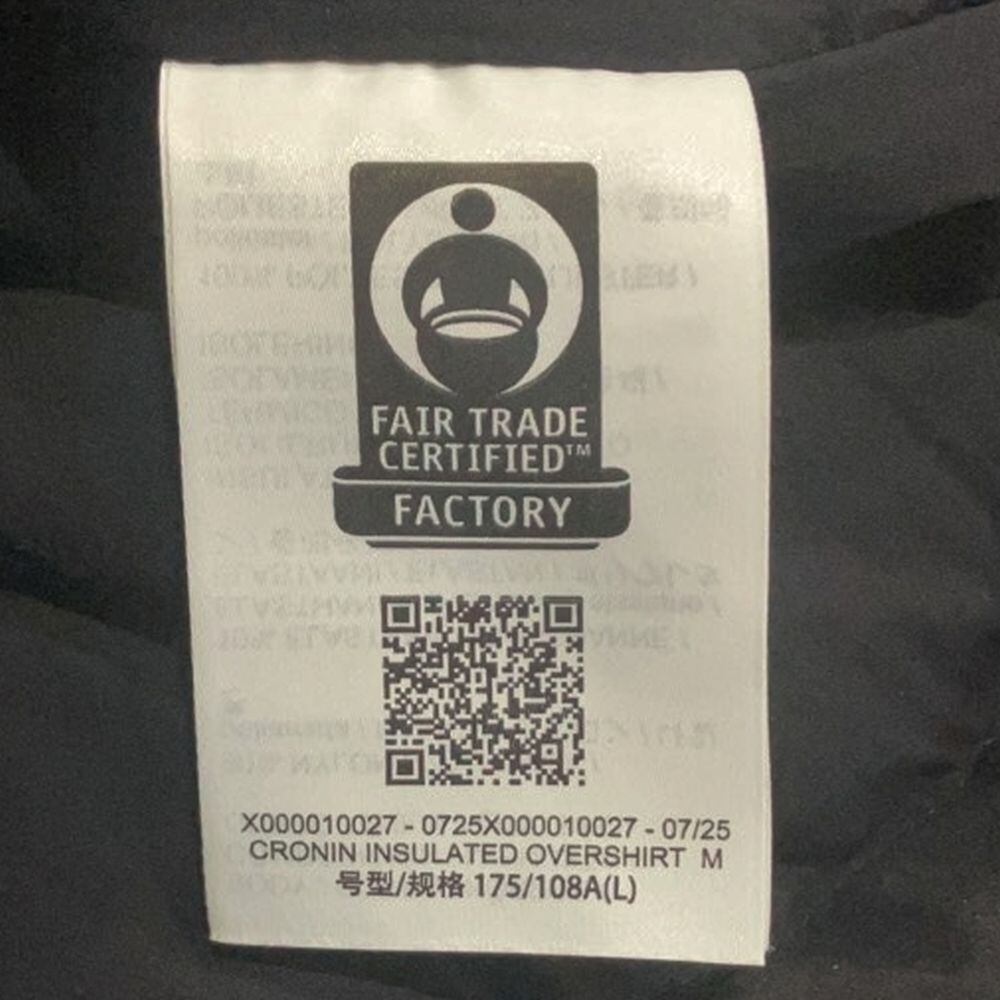 FAIR TRADE
CERTIFIED™
FACTORY
X000010027 - 0725X000010027 - 07/25
CRONIN INSULATED OVERSHIRT M
号型/规格 175/108A(L)